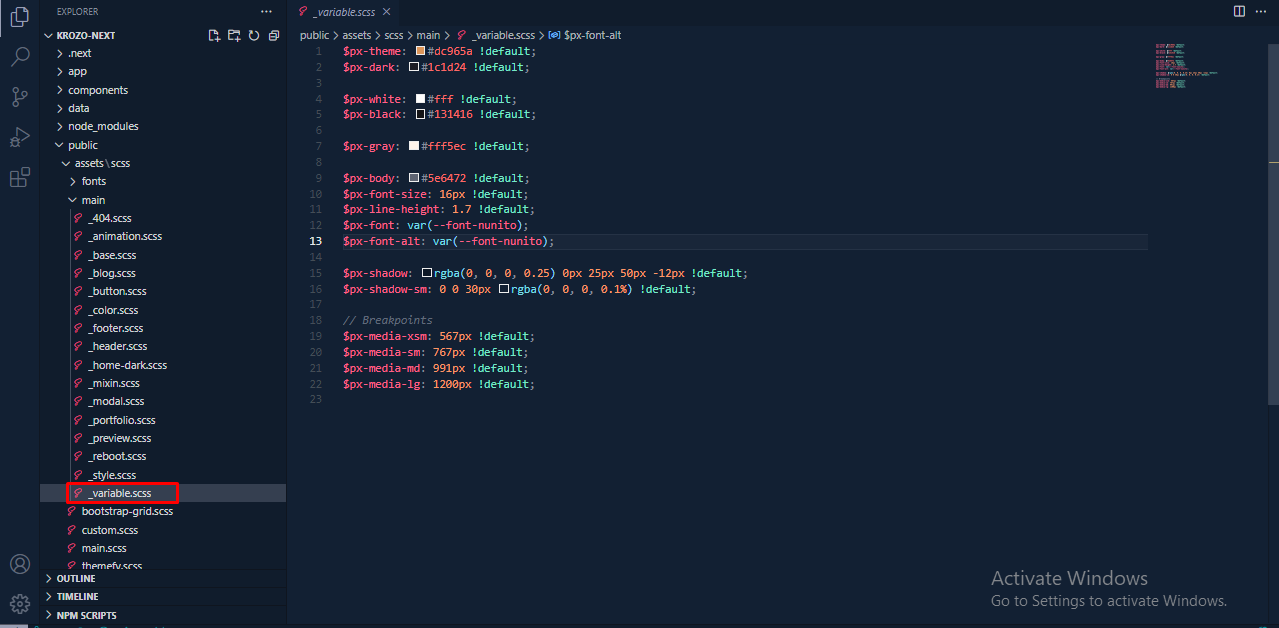 EXPLORER
KROZO-NEXT
.next
app
components
data
node_modules
public
assets\scss
fonts
main
_404.scss
_animation.scss
_base.scss
_blog.scss
_button.scss
_color.scss
_footer.scss
_header.scss
_home-dark.scss
_mixin.scss
_modal.scss
_portfolio.scss
_preview.scss
_reboot.scss
_style.scss
_variable.scss
bootstrap-grid.scss
custom.scss
main.scss
themefy.scss
OUTLINE
TIMELINE
NPM SCRIPTS
_variable.scss
public > assets > scss > main > _variable.scss > $px-font-alt
1 $px-theme: #dc965a !default;
2 $px-dark: #1c1d24 !default;
3
4 $px-white: #fff !default;
5 $px-black: #131416 !default;
6
7 $px-gray: #fff5ec !default;
8
9 $px-body: #5e6472 !default;
10 $px-font-size: 16px !default;
11 $px-line-height: 1.7 !default;
12 $px-font: var(--font-nunito);
13 $px-font-alt: var(--font-nunito);
14
15 $px-shadow: rgba(0, 0, 0, 0.25) 0px 25px 50px -12px !default;
16 $px-shadow-sm: 0 0 30px rgba(0, 0, 0, 0.1%) !default;
17
18 // Breakpoints
19 $px-media-xsm: 567px !default;
20 $px-media-sm: 767px !default;
21 $px-media-md: 991px !default;
22 $px-media-lg: 1200px !default;
23
Activate Windows
Go to Settings to activate Windows.